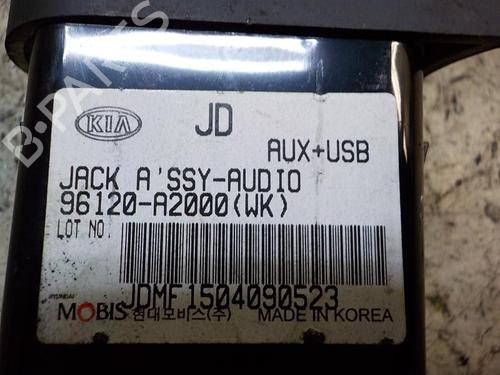 KIA
JD
AUX+USB
JACK A'SSY-AUDIO
96120-A2000(WK)
LOT NO.
JDMF1504090523
HYUNDAI
MOBIS 현대모비스(주) MADE IN KOREA
B-PARTS